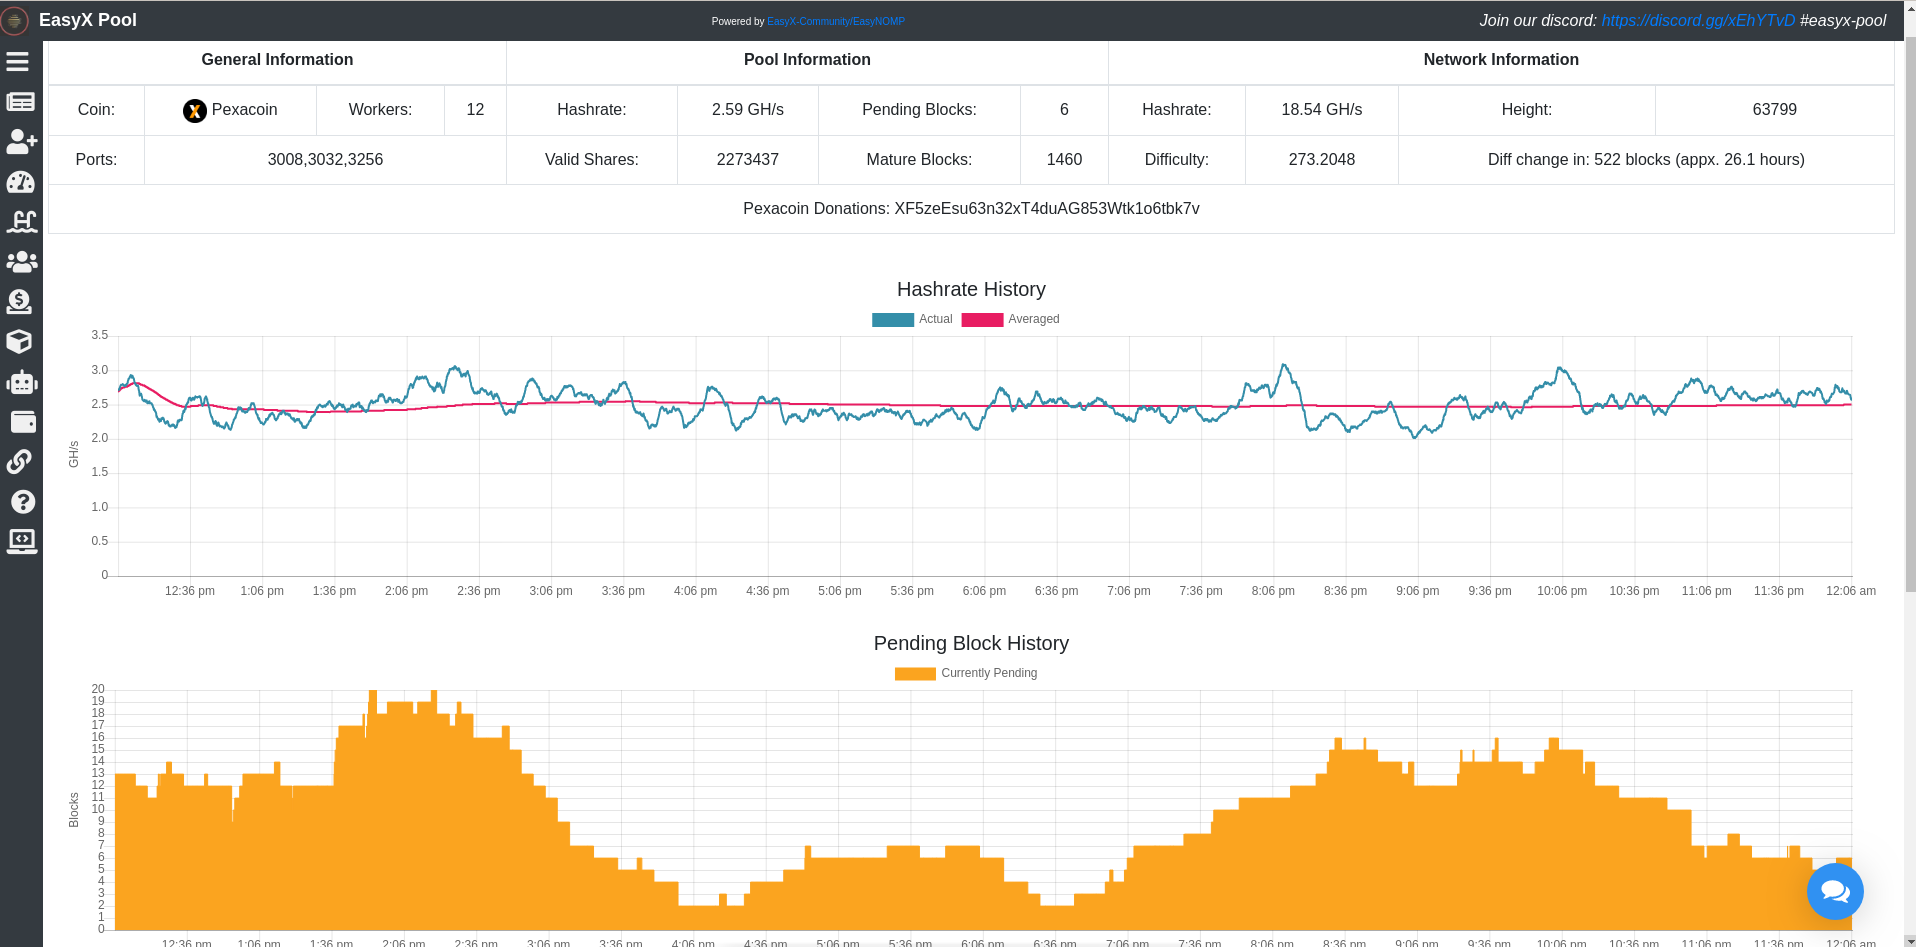 EasyX Pool
Powered by EasyX-Community/EasyNOMP
Join our discord: https://discord.gg/xEhYTvD #easyx-pool
General Information Pool Information Network Information
Coin: Pexacoin Workers: 12 Hashrate: 2.59 GH/s Pending Blocks: 6 Hashrate: 18.54 GH/s Height: 63799
Ports: 3008,3032,3256 Valid Shares: 2273437 Mature Blocks: 1460 Difficulty: 273.2048 Diff change in: 522 blocks (appx. 26.1 hours)
Pexacoin Donations: XF5zeEsu63n32xT4duAG853Wtk1o6tbk7v
Hashrate History
Actual Averaged
3.5
3.0
2.5
2.0
1.5
1.0
0.5
0
GH/s
12:36 pm 1:06 pm 1:36 pm 2:06 pm 2:36 pm 3:06 pm 3:36 pm 4:06 pm 4:36 pm 5:06 pm 5:36 pm 6:06 pm 6:36 pm 7:06 pm 7:36 pm 8:06 pm 8:36 pm 9:06 pm 9:36 pm 10:06 pm 10:36 pm 11:06 pm 11:36 pm 12:06 am
Pending Block History
Currently Pending
20
19
18
17
16
15
14
13
12
11
10
9
8
7
6
5
4
3
2
1
0
Blocks
12:36 pm 1:06 pm 1:36 pm 2:06 pm 2:36 pm 3:06 pm 3:36 pm 4:06 pm 4:36 pm 5:06 pm 5:36 pm 6:06 pm 6:36 pm 7:06 pm 7:36 pm 8:06 pm 8:36 pm 9:06 pm 9:36 pm 10:06 pm 10:36 pm 11:06 pm 11:36 pm 12:06 am